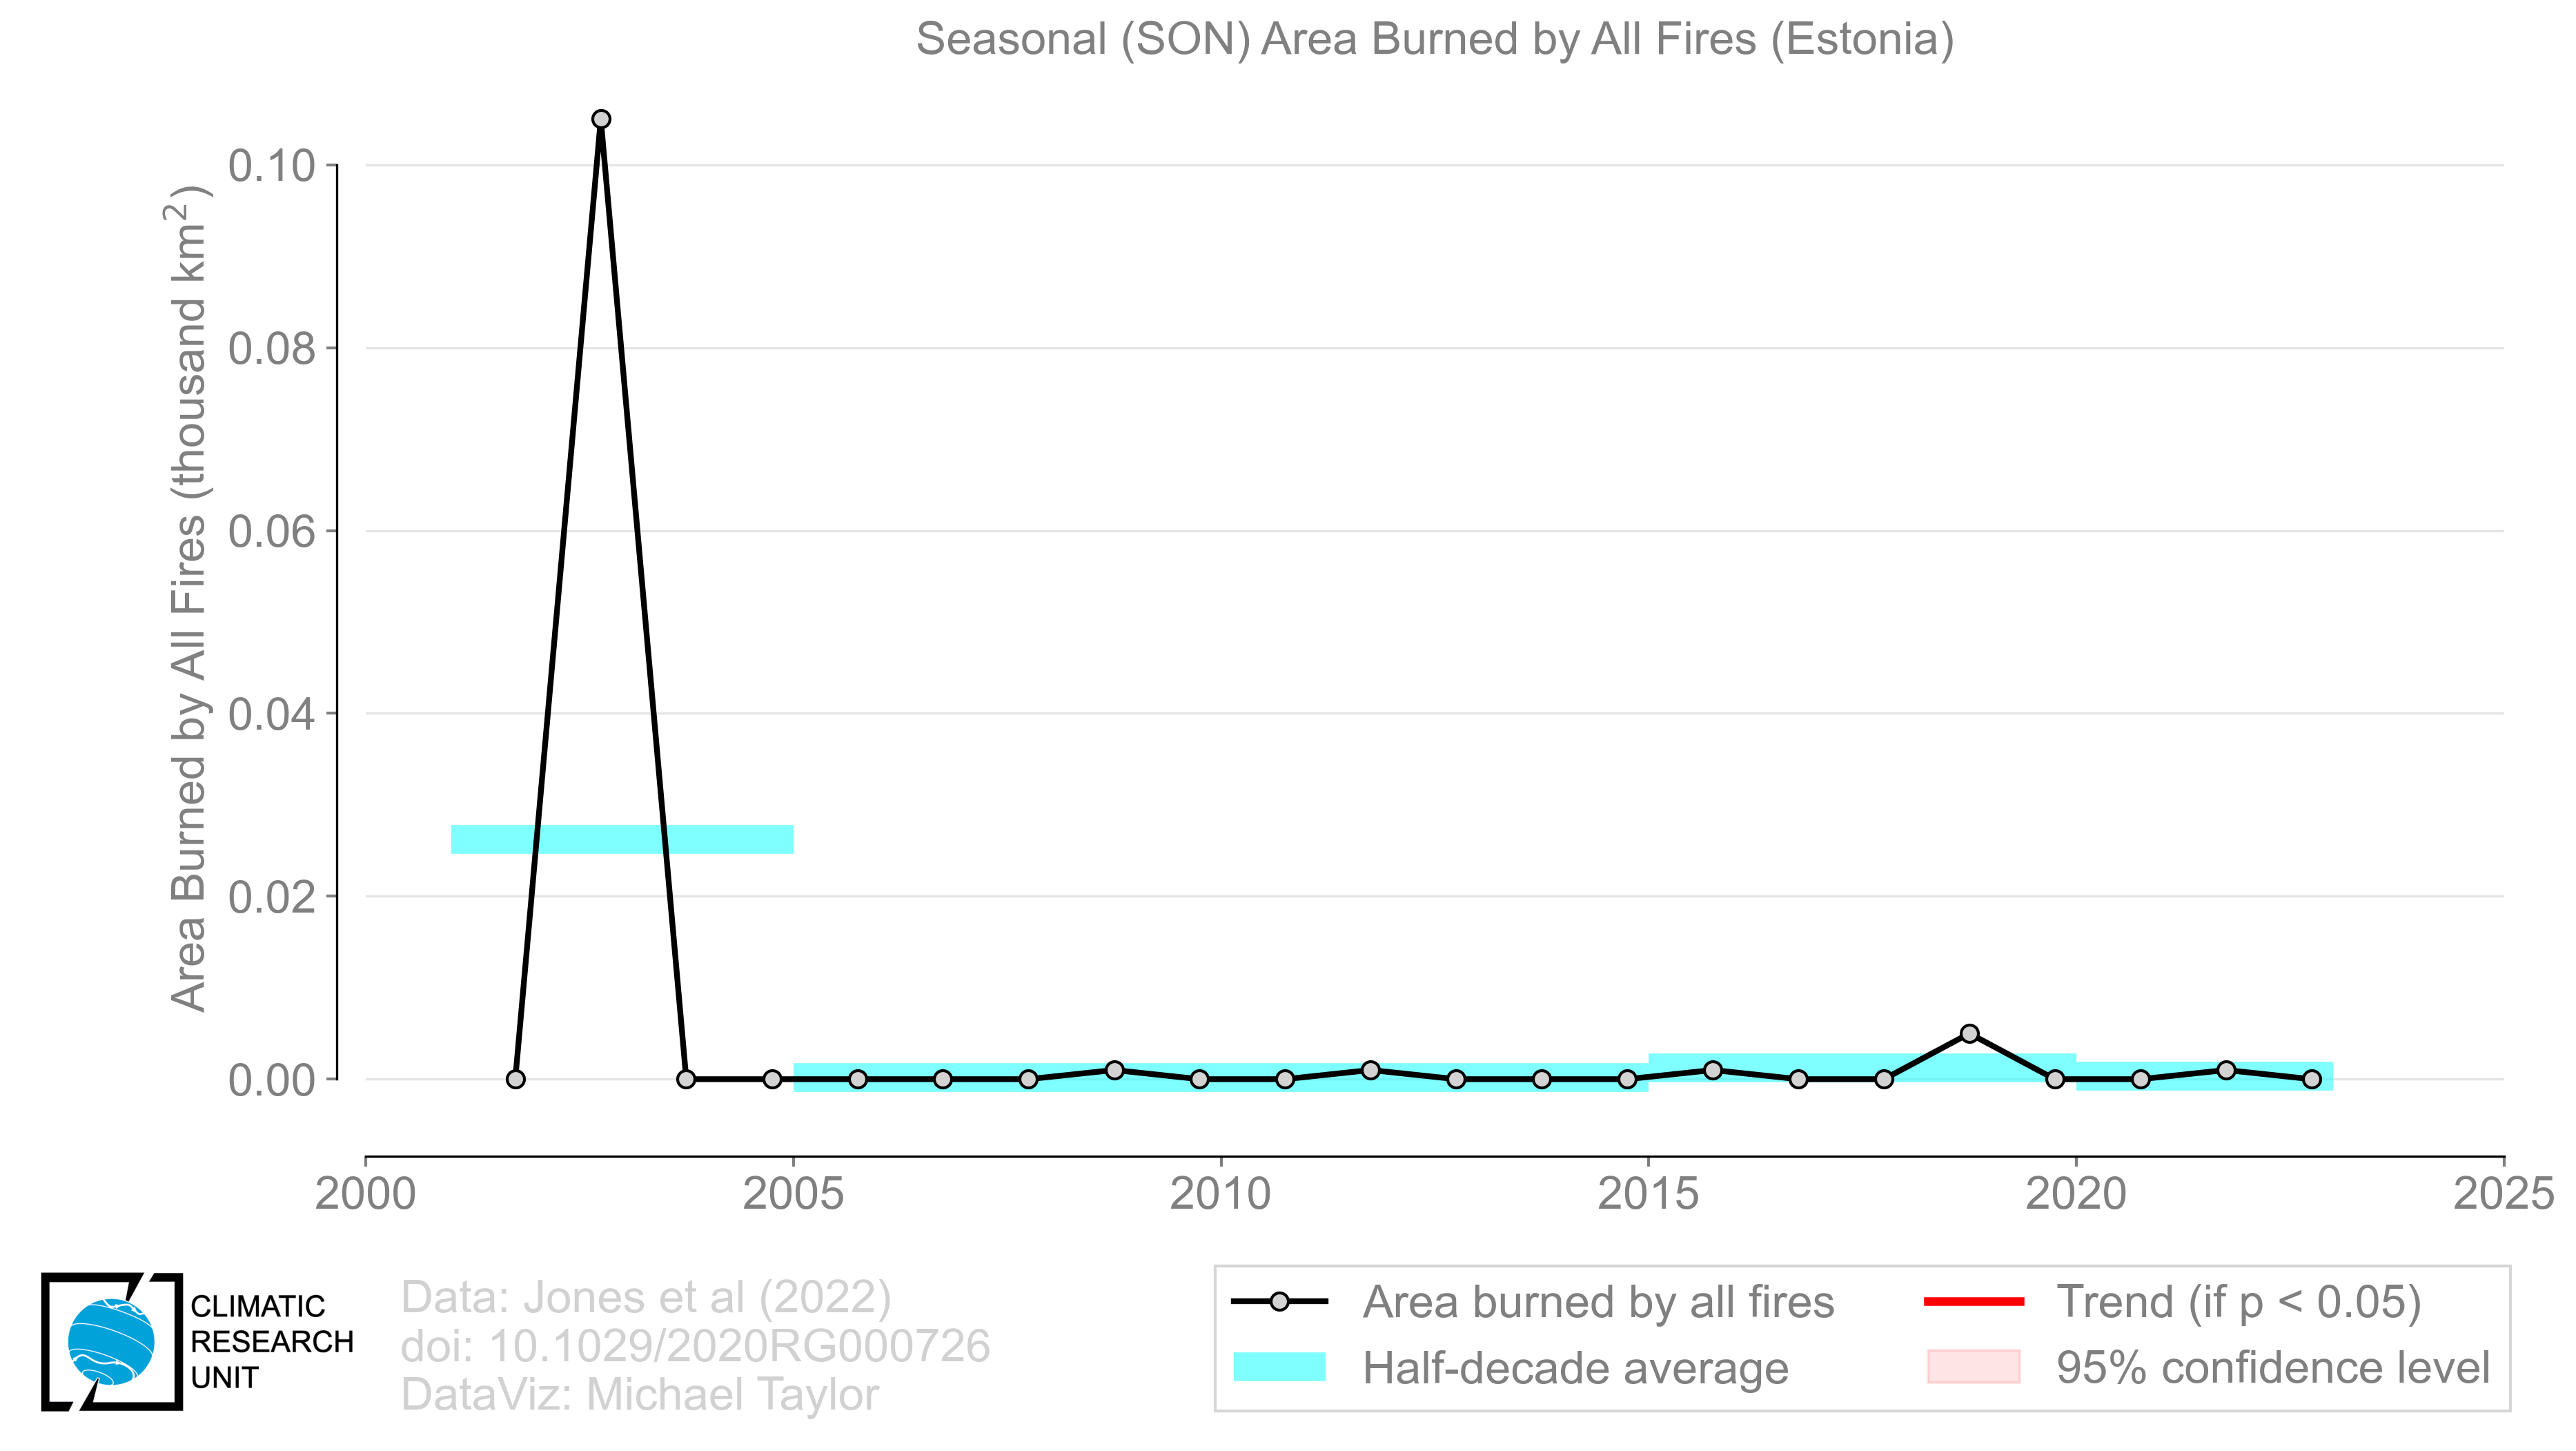 Seasonal (SON) Area Burned by All Fires (Estonia)
Area Burned by All Fires (thousand km²)
0.10
0.08
0.06
0.04
0.02
0.00
2000 2005 2010 2015 2020 2025
CLIMATIC
RESEARCH
UNIT
Data: Jones et al (2022)
doi: 10.1029/2020RG000726
DataViz: Michael Taylor
Area burned by all fires
Half-decade average
Trend (if p < 0.05)
95% confidence level